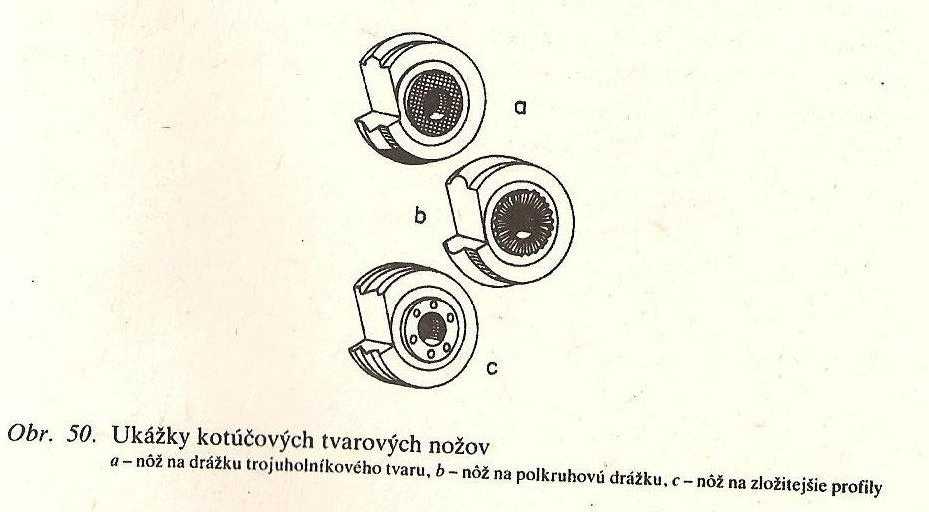 a
b
c
Obr. 50. Ukážky kotúčových tvarových nožov
a – nôž na drážku trojuholníkového tvaru, b – nôž na polkruhovú drážku, c – nôž na zložitejšie profily